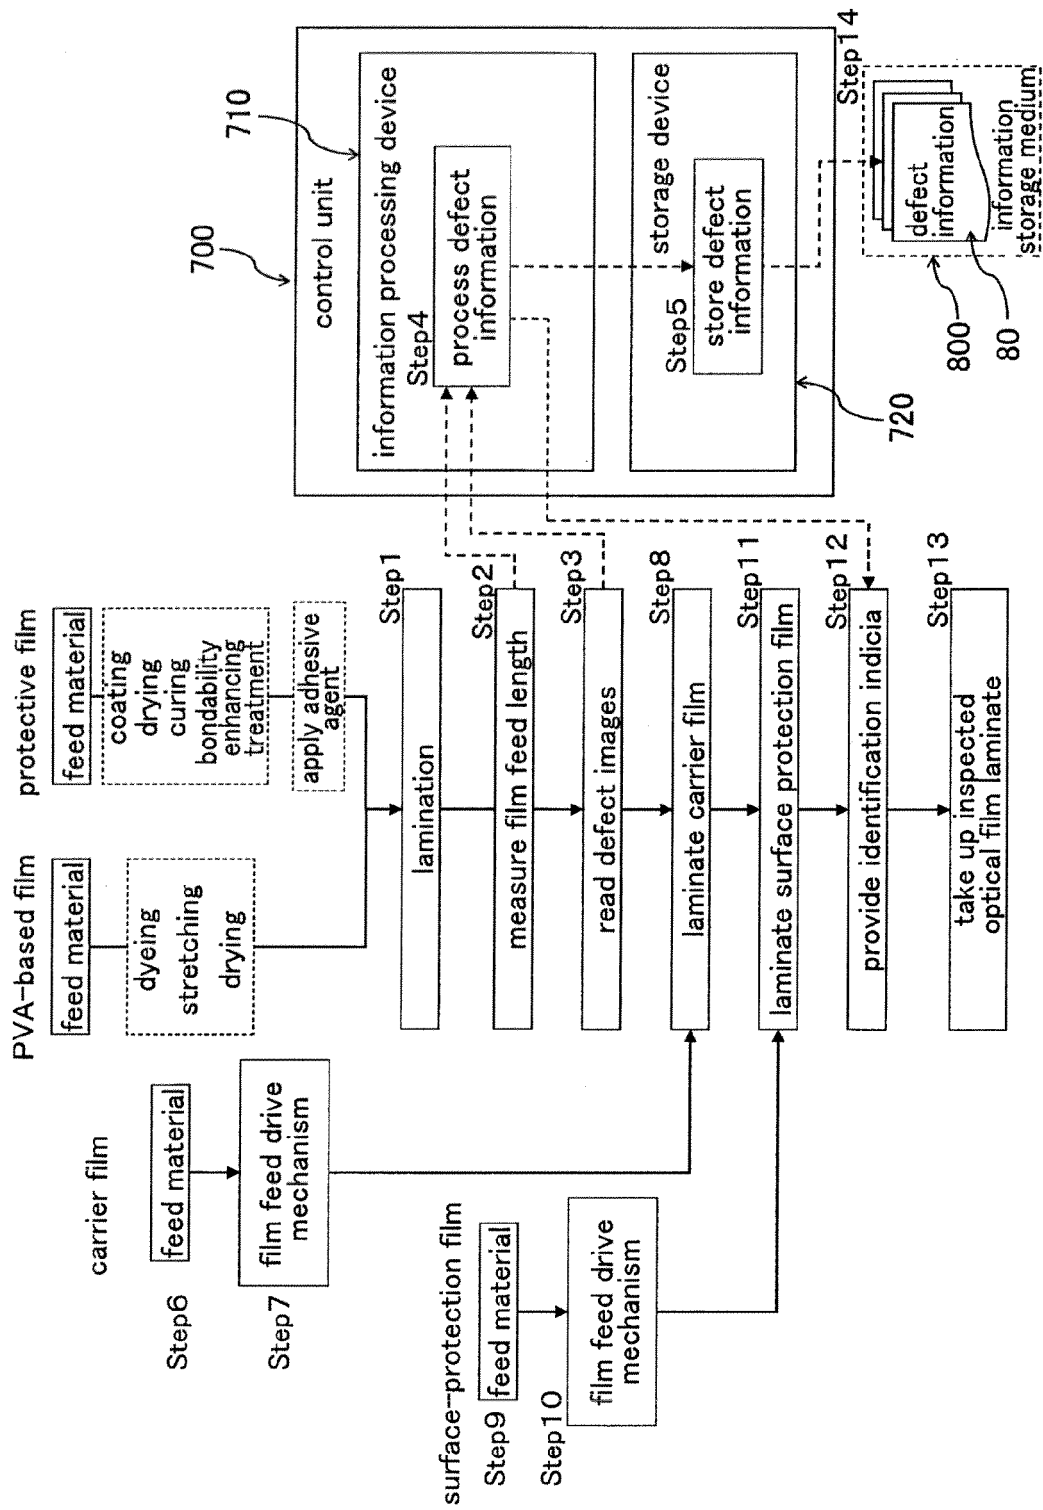 PVA-based film
feed material
dyeing
stretching
drying
protective film
feed material
coating
drying
curing
bondability
enhancing
treatment
apply adhesive
agent
carrier film
Step6
feed material
Step7
film feed drive
mechanism
surface-protection film
Step9
feed material
Step10
film feed drive
mechanism
Step1
lamination
Step2
measure film feed length
Step3
read defect images
Step8
laminate carrier film
Step11
laminate surface protection film
Step12
provide identification indicia
Step13
take up inspected
optical film laminate
700
control unit
710
information processing device
Step4
process defect
information
storage device
Step5
store defect
information
720
Step14
defect
information
information
storage medium
800
80